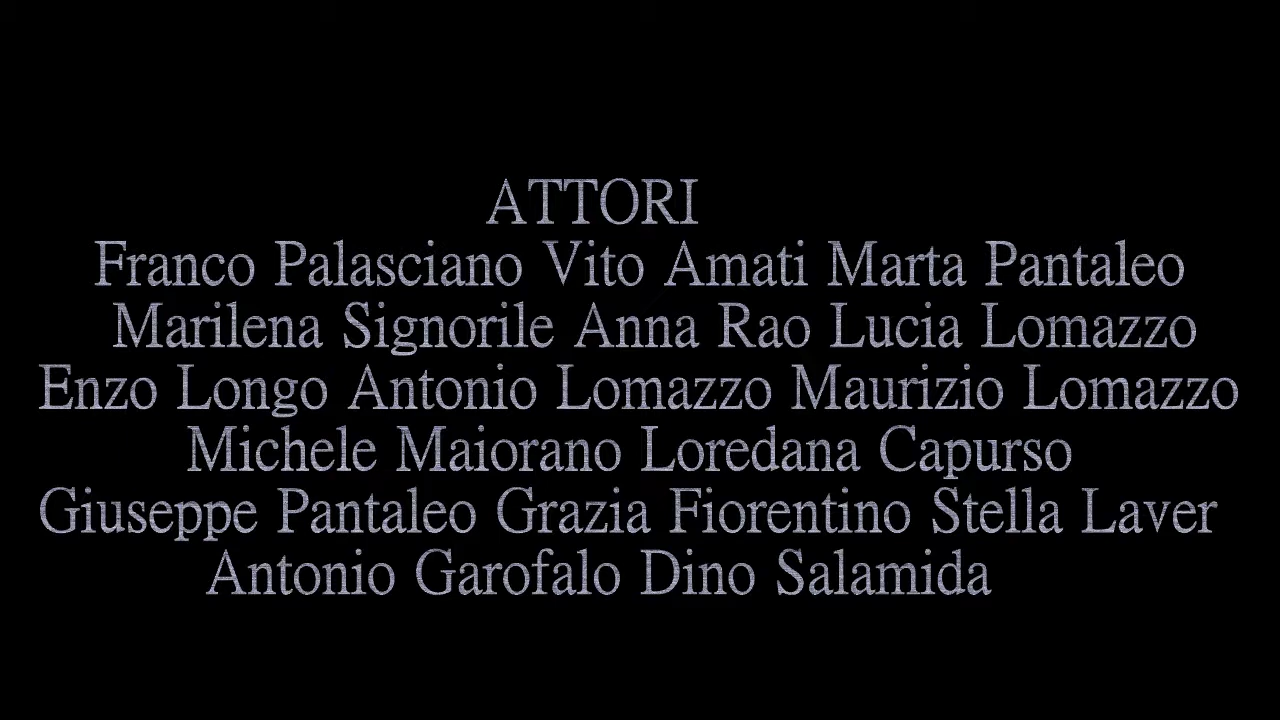 ATTORI
Franco Palasciano Vito Amati Marta Pantaleo
Marilena Signorile Anna Rao Lucia Lomazzo
Enzo Longo Antonio Lomazzo Maurizio Lomazzo
Michele Maiorano Loredana Capurso
Giuseppe Pantaleo Grazia Fiorentino Stella Laver
Antonio Garofalo Dino Salamida